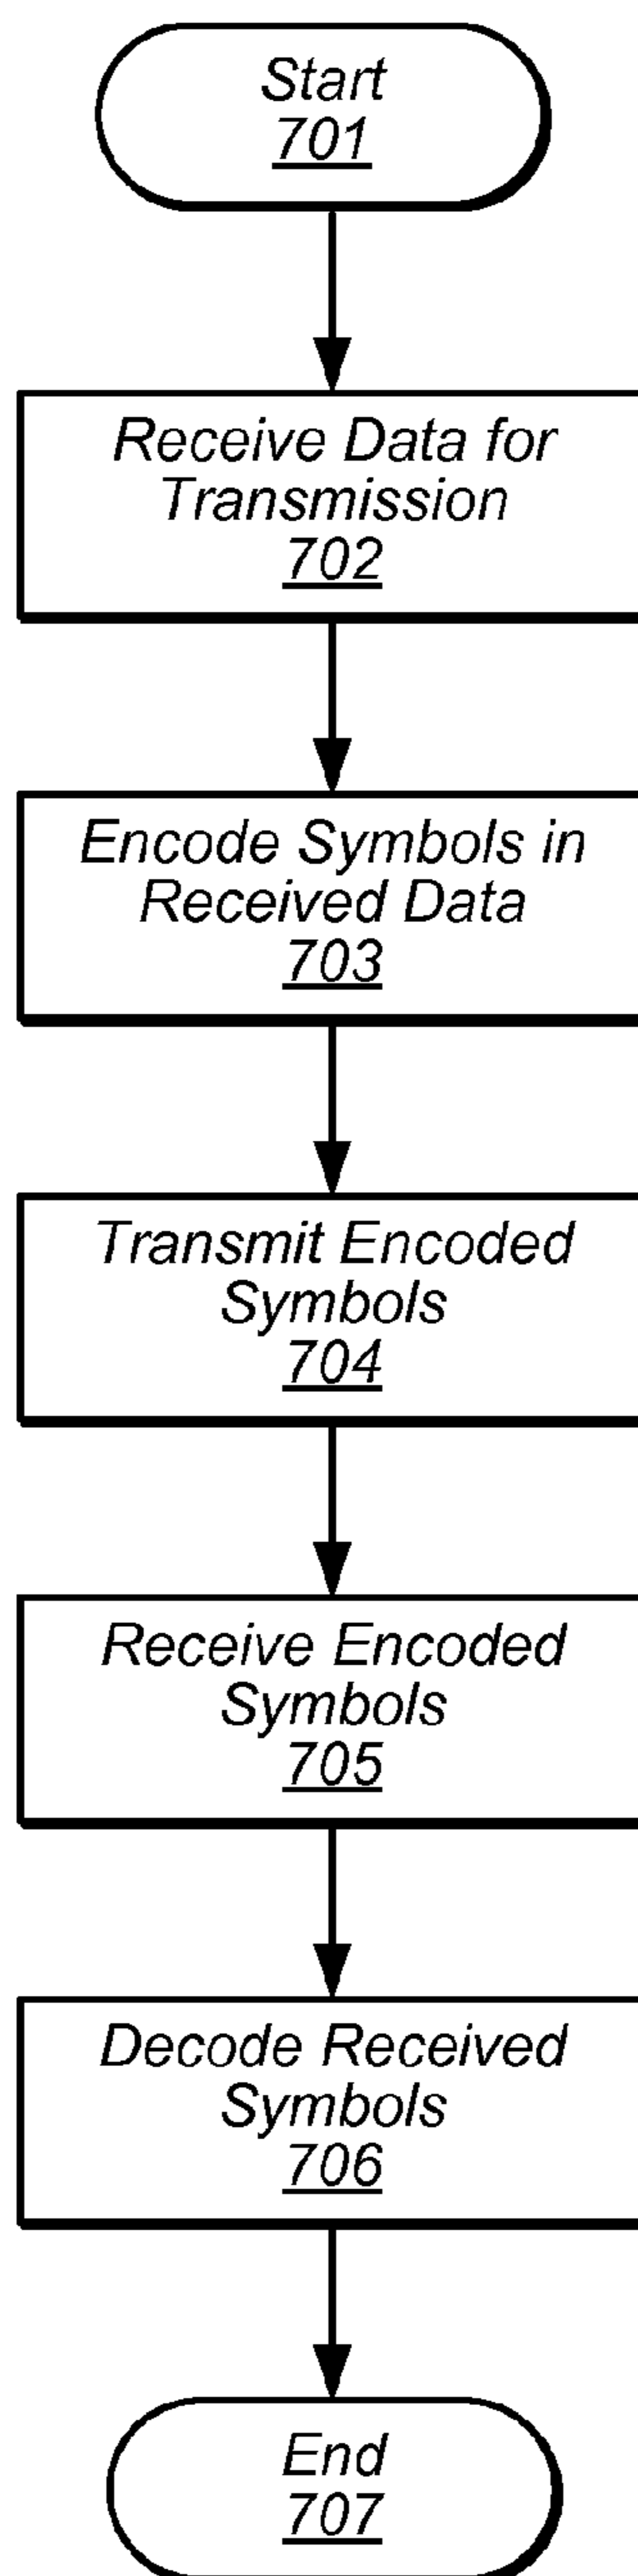 Start
701
Receive Data for
Transmission
702
Encode Symbols in
Received Data
703
Transmit Encoded
Symbols
704
Receive Encoded
Symbols
705
Decode Received
Symbols
706
End
707